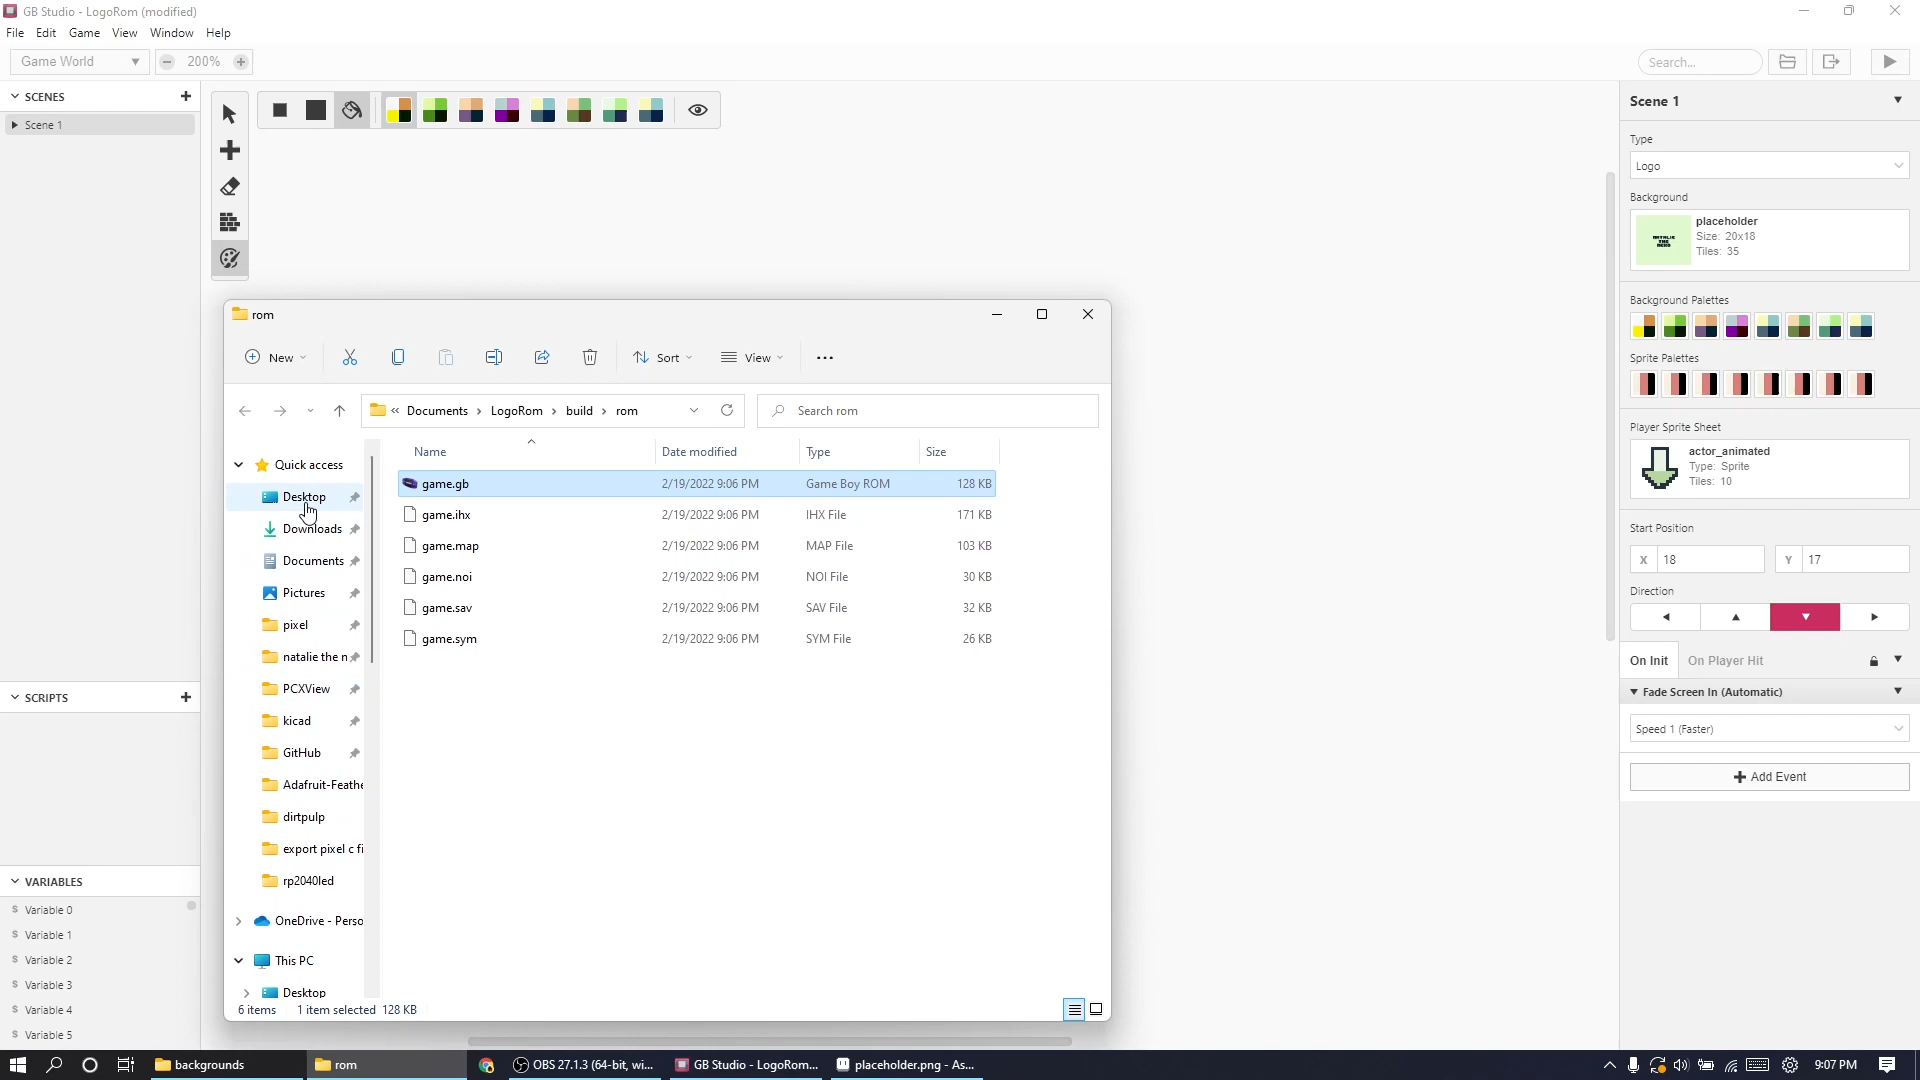 GB Studio - LogoRom (modified)
File Edit Game View Window Help
Game World 200% Search...
SCENES
Scene 1
SCRIPTS
VARIABLES
$ Variable 0
$ Variable 1
$ Variable 2
$ Variable 3
$ Variable 4
$ Variable 5
rom
New Sort View
« Documents > LogoRom > build > rom
Search rom
Quick access
Desktop
Downloads
Documents
Pictures
pixel
natalie the n
PCXView
kicad
GitHub
Adafruit-Feathe
dirtpulp
export pixel c fi
rp2040led
OneDrive - Perso
This PC
Desktop
Name Date modified Type Size
game.gb 2/19/2022 9:06 PM Game Boy ROM 128 KB
game.ihx 2/19/2022 9:06 PM IHX File 171 KB
game.map 2/19/2022 9:06 PM MAP File 103 KB
game.noi 2/19/2022 9:06 PM NOI File 30 KB
game.sav 2/19/2022 9:06 PM SAV File 32 KB
game.sym 2/19/2022 9:06 PM SYM File 26 KB
6 items 1 item selected 128 KB
Scene 1
Type
Logo
Background
NATALIE
THE
NERD
placeholder
Size: 20x18
Tiles: 35
Background Palettes
Sprite Palettes
Player Sprite Sheet
actor_animated
Type: Sprite
Tiles: 10
Start Position
X 18 Y 17
Direction
On Init On Player Hit
Fade Screen In (Automatic)
Speed 1 (Faster)
Add Event
backgrounds
rom
OBS 27.1.3 (64-bit, wi...
GB Studio - LogoRom...
placeholder.png - As...
9:07 PM